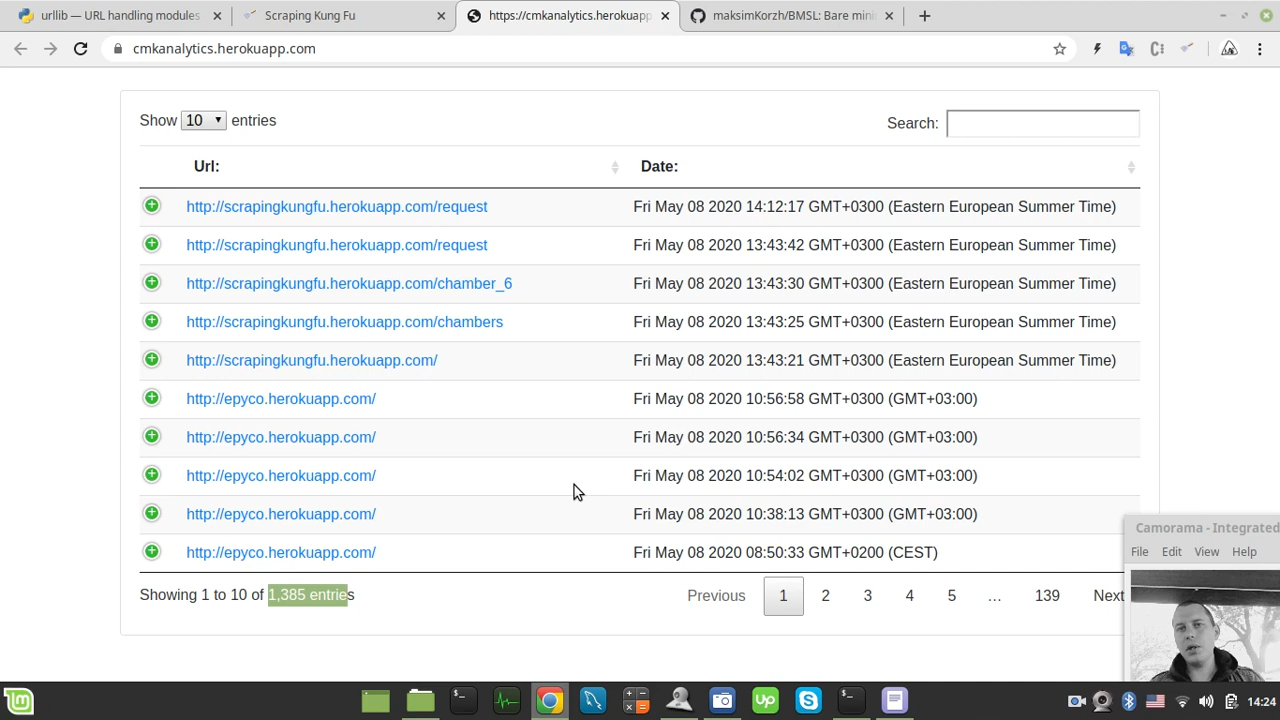 urllib — URL handling modules
Scraping Kung Fu
https://cmkanalytics.herokuapp
maksimKorzh/BMSL: Bare mini
cmkanalytics.herokuapp.com
Show 10 entries
Search:
Url: Date:
http://scrapingkungfu.herokuapp.com/request Fri May 08 2020 14:12:17 GMT+0300 (Eastern European Summer Time)
http://scrapingkungfu.herokuapp.com/request Fri May 08 2020 13:43:42 GMT+0300 (Eastern European Summer Time)
http://scrapingkungfu.herokuapp.com/chamber_6 Fri May 08 2020 13:43:30 GMT+0300 (Eastern European Summer Time)
http://scrapingkungfu.herokuapp.com/chambers Fri May 08 2020 13:43:25 GMT+0300 (Eastern European Summer Time)
http://scrapingkungfu.herokuapp.com/ Fri May 08 2020 13:43:21 GMT+0300 (Eastern European Summer Time)
http://epyco.herokuapp.com/ Fri May 08 2020 10:56:58 GMT+0300 (GMT+03:00)
http://epyco.herokuapp.com/ Fri May 08 2020 10:56:34 GMT+0300 (GMT+03:00)
http://epyco.herokuapp.com/ Fri May 08 2020 10:54:02 GMT+0300 (GMT+03:00)
http://epyco.herokuapp.com/ Fri May 08 2020 10:38:13 GMT+0300 (GMT+03:00)
http://epyco.herokuapp.com/ Fri May 08 2020 08:50:33 GMT+0200 (CEST)
Showing 1 to 10 of 1,385 entries
Previous 1 2 3 4 5 … 139 Next
Camorama - Integrated
File Edit View Help
14:24